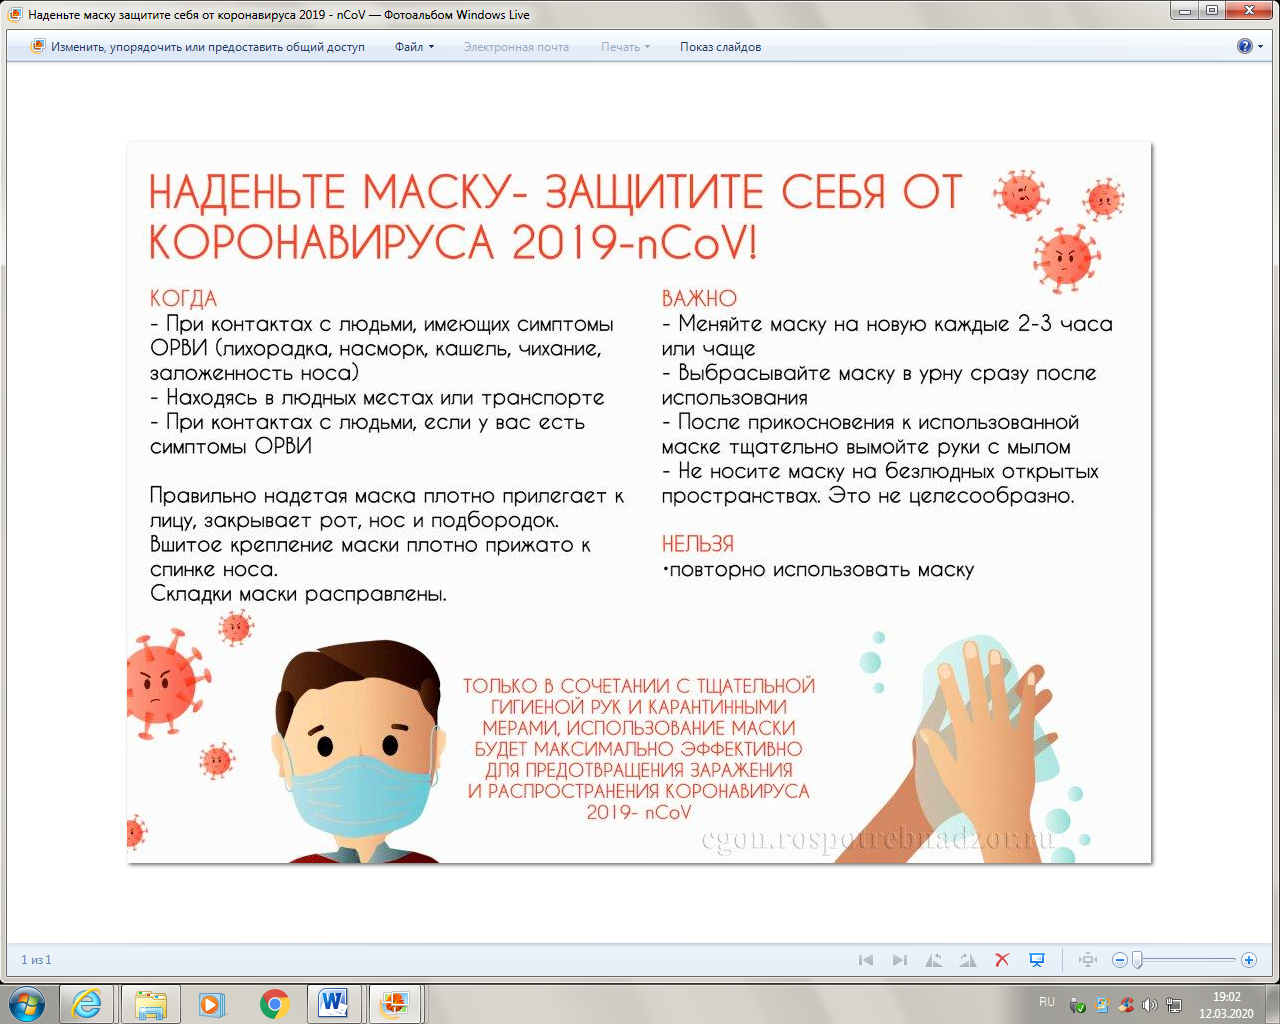 Наденьте маску защитите себя от коронавируса 2019 - nCoV — Фотоальбом Windows Live
Изменить, упорядочить или предоставить общий доступ
Файл
Электронная почта
Печать
Показ слайдов
НАДЕНЬТЕ МАСКУ- ЗАЩИТИТЕ СЕБЯ ОТ
КОРОНАВИРУСА 2019-nCoV!
КОГДА
- При контактах с людьми, имеющих симптомы
ОРВИ (лихорадка, насморк, кашель, чихание,
заложенность носа)
- Находясь в людных местах или транспорте
- При контактах с людьми, если у вас есть
симптомы ОРВИ
Правильно надетая маска плотно прилегает к
лицу, закрывает рот, нос и подбородок.
Вшитое крепление маски плотно прижато к
спинке носа.
Складки маски расправлены.
ВАЖНО
- Меняйте маску на новую каждые 2-3 часа
или чаще
- Выбрасывайте маску в урну сразу после
использования
- После прикосновения к использованной
маске тщательно вымойте руки с мылом
- Не носите маску на безлюдных открытых
пространствах. Это не целесообразно.
НЕЛЬЗЯ
•повторно использовать маску
ТОЛЬКО В СОЧЕТАНИИ С ТЩАТЕЛЬНОЙ
ГИГИЕНОЙ РУК И КАРАНТИННЫМИ
МЕРАМИ, ИСПОЛЬЗОВАНИЕ МАСКИ
БУДЕТ МАКСИМАЛЬНО ЭФФЕКТИВНО
ДЛЯ ПРЕДОТВРАЩЕНИЯ ЗАРАЖЕНИЯ
И РАСПРОСТРАНЕНИЯ КОРОНАВИРУСА
2019- nCoV
cgon.rospotrebnadzor.ru
1 из 1
RU
19:02
12.03.2020